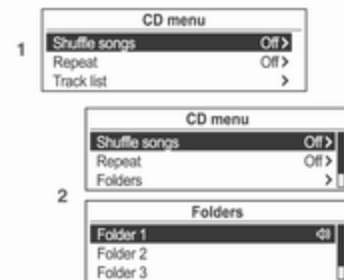 CD menu
1
Shuffle songs Off >
Repeat Off >
Track list >
CD menu
Shuffle songs Off >
Repeat Off >
Folders >
2
Folders
Folder 1
Folder 2
Folder 3